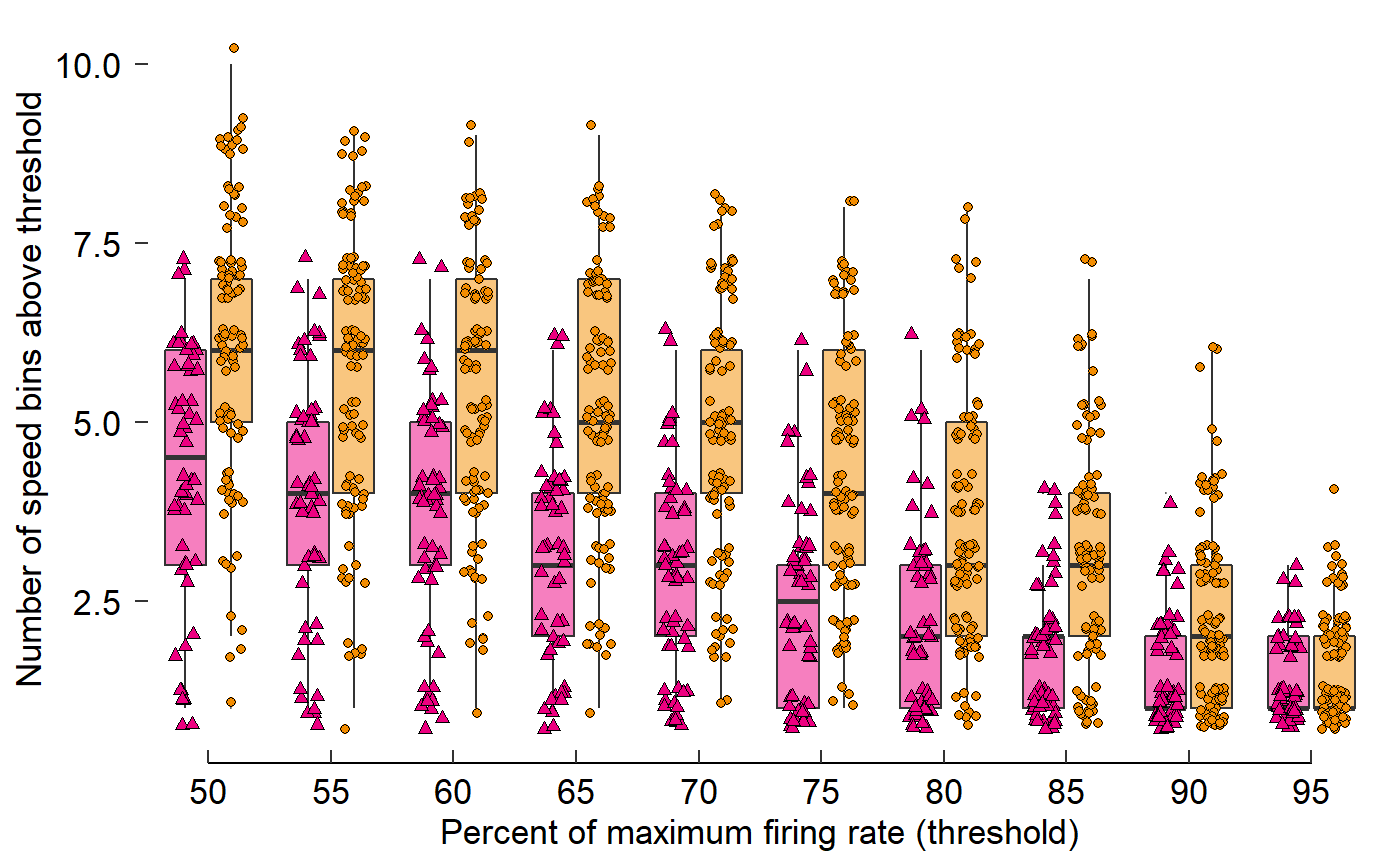 Number of speed bins above threshold
10.0
7.5
5.0
2.5
50 55 60 65 70 75 80 85 90 95
Percent of maximum firing rate (threshold)